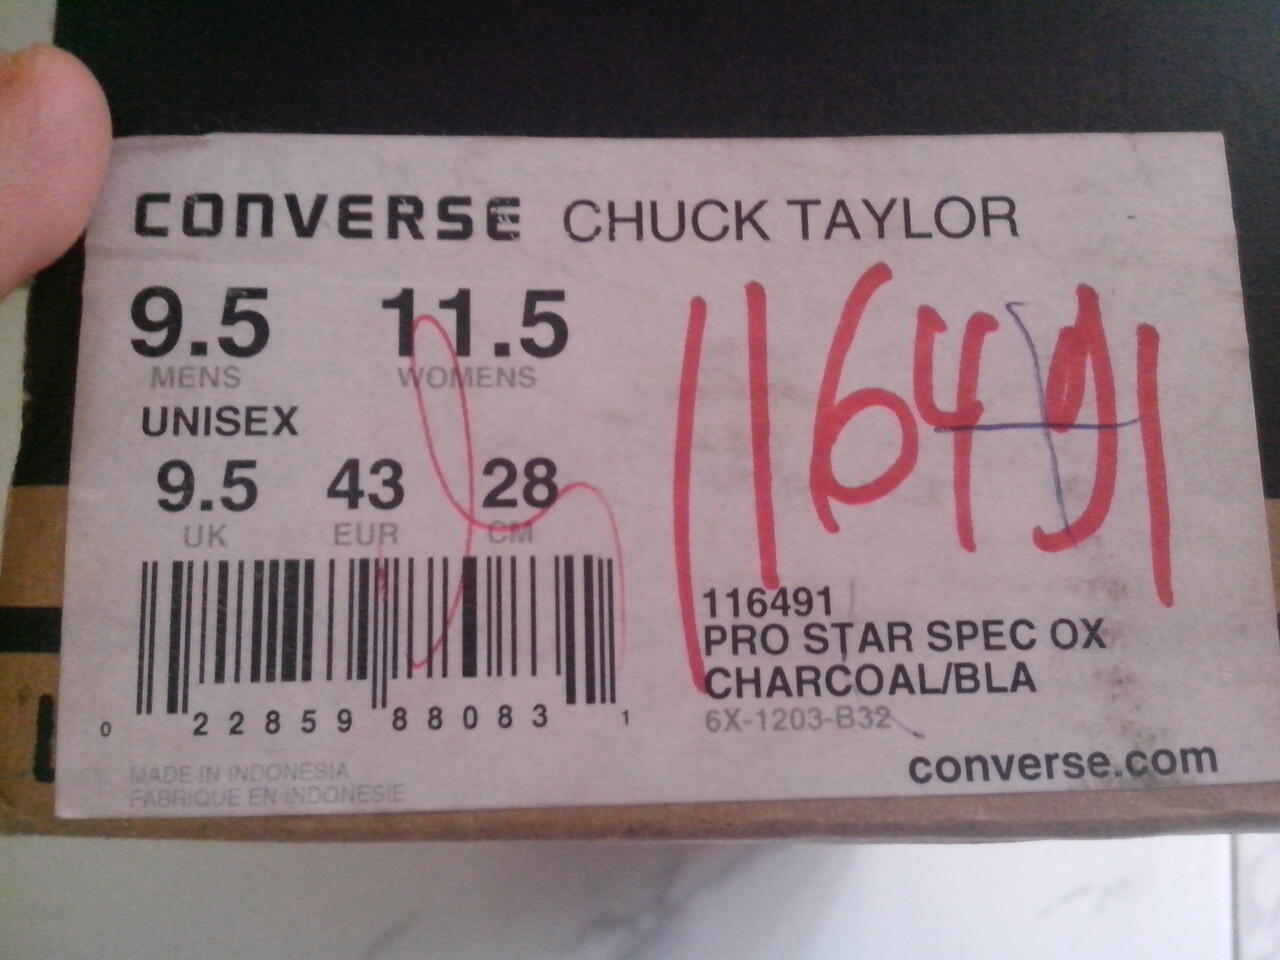 CONVERSE CHUCK TAYLOR
9.5 11.5
MENS WOMENS
UNISEX
9.5 43 28
UK EUR CM
116491
116491
PRO STAR SPEC OX
CHARCOAL/BLA
6X-1203-B32
0 22859 88083 1
conver​se.com
MADE IN INDONESIA
FABRIQUE EN INDONESIE